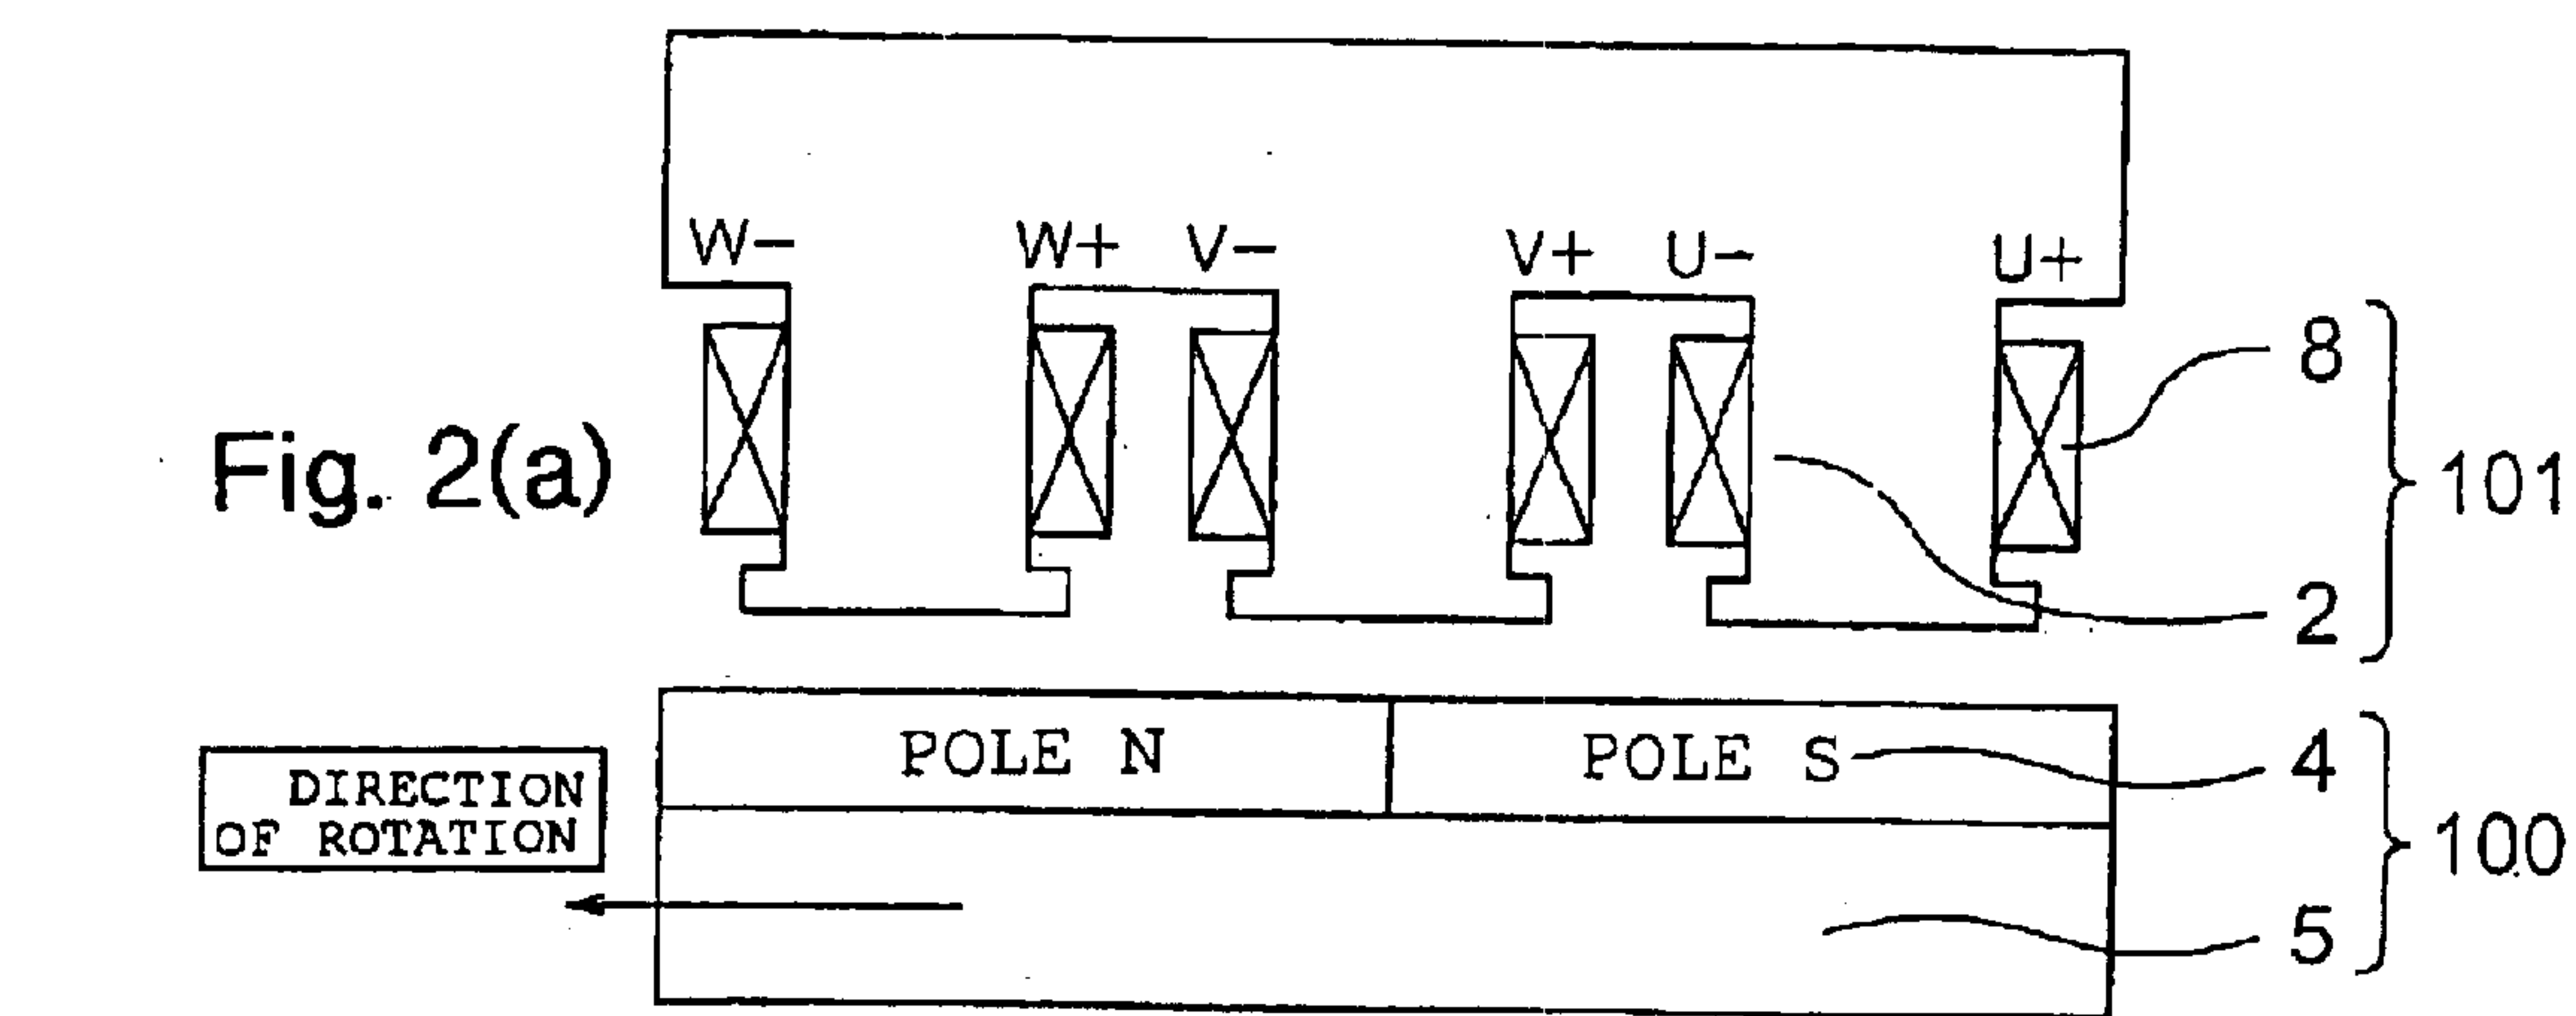 W− W+ V− V+ U− U+
8
101
Fig. 2(a)
2
POLE N POLE S
4
DIRECTION
OF ROTATION
100
5